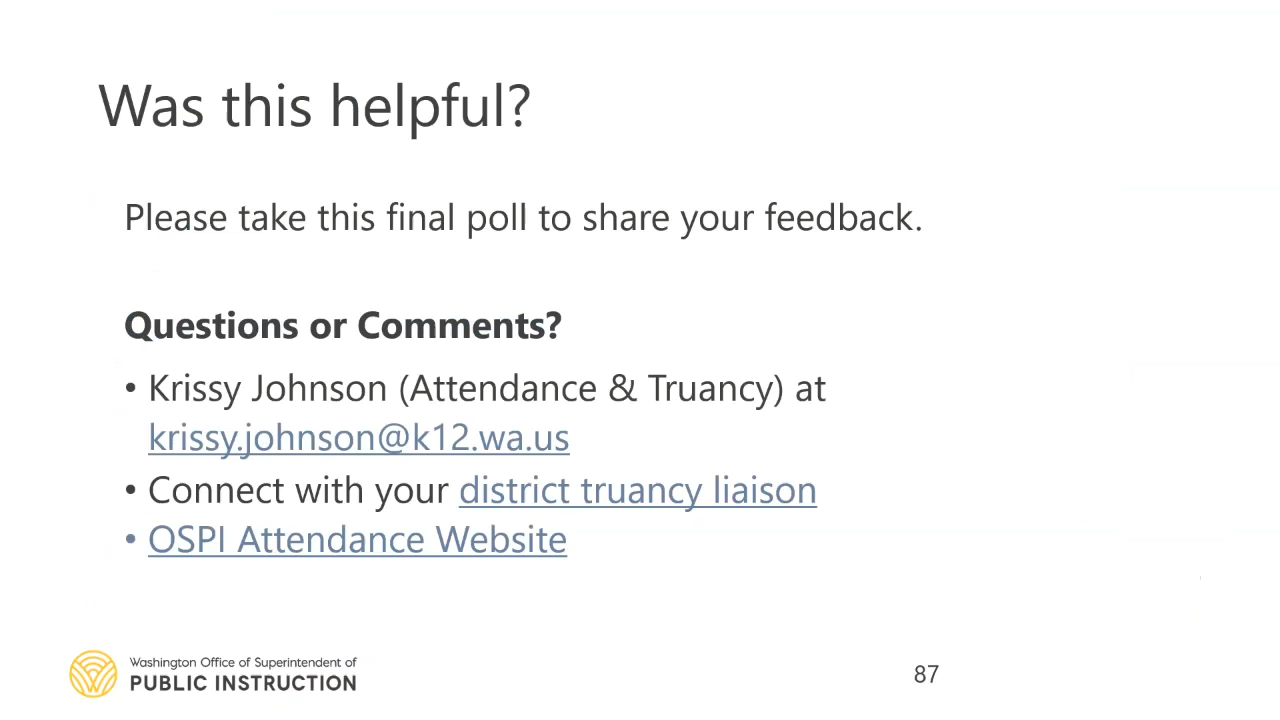 Was this helpful?
Please take this final poll to share your feedback.
Questions or Comments?
• Krissy Johnson (Attendance & Truancy) at
krissy.johnson@k12.wa.us
• Connect with your district truancy liaison
• OSPI Attendance Website
Washington Office of Superintendent of
PUBLIC INSTRUCTION
87